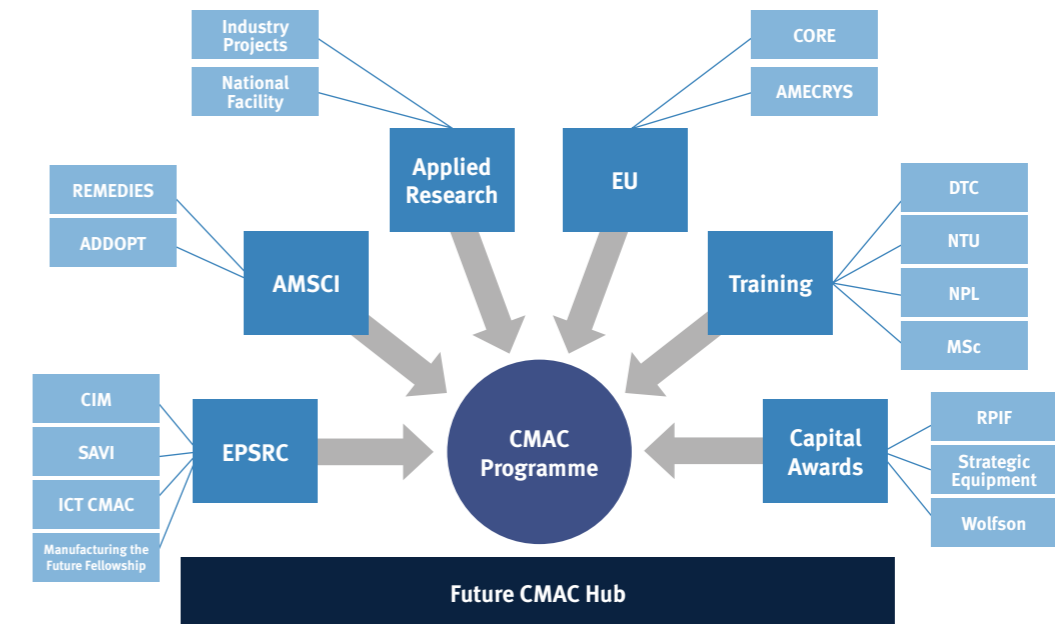 Industry
Projects
National
Facility
CORE
AMECRYS
Applied
Research
EU
REMEDIES
ADDOPT
AMSCI
Training
DTC
NTU
NPL
MSc
CIM
SAVI
ICT CMAC
Manufacturing the
Future Fellowship
EPSRC
CMAC
Programme
Capital
Awards
RPIF
Strategic
Equipment
Wolfson
Future CMAC Hub